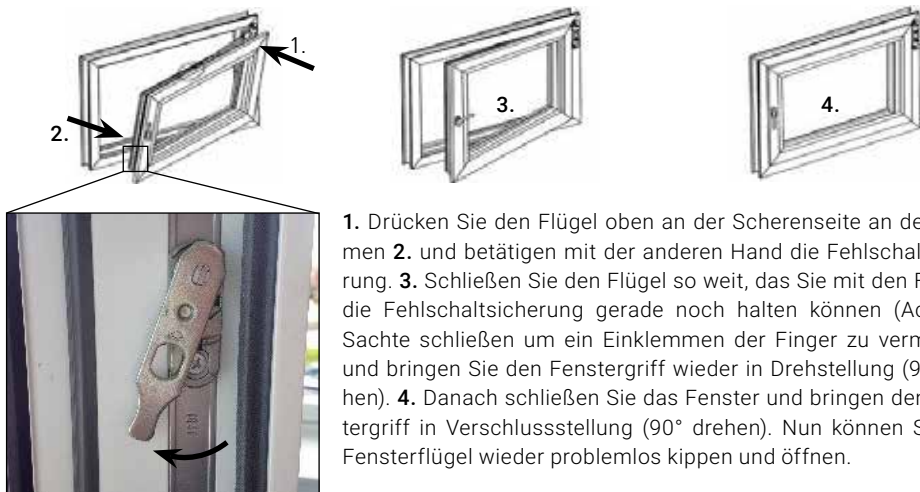 1.
2.
3.
4.
1. Drücken Sie den Flügel oben an der Scherenseite an de
men 2. und betätigen mit der anderen Hand die Fehlschal
rung. 3. Schließen Sie den Flügel so weit, das Sie mit den F
die Fehlschaltsicherung gerade noch halten können (Ac
Sachte schließen um ein Einklemmen der Finger zu verm
und bringen Sie den Fenstergriff wieder in Drehstellung (9
hen). 4. Danach schließen Sie das Fenster und bringen der
tergriff in Verschlussstellung (90° drehen). Nun können S
Fensterflügel wieder problemlos kippen und öffnen.